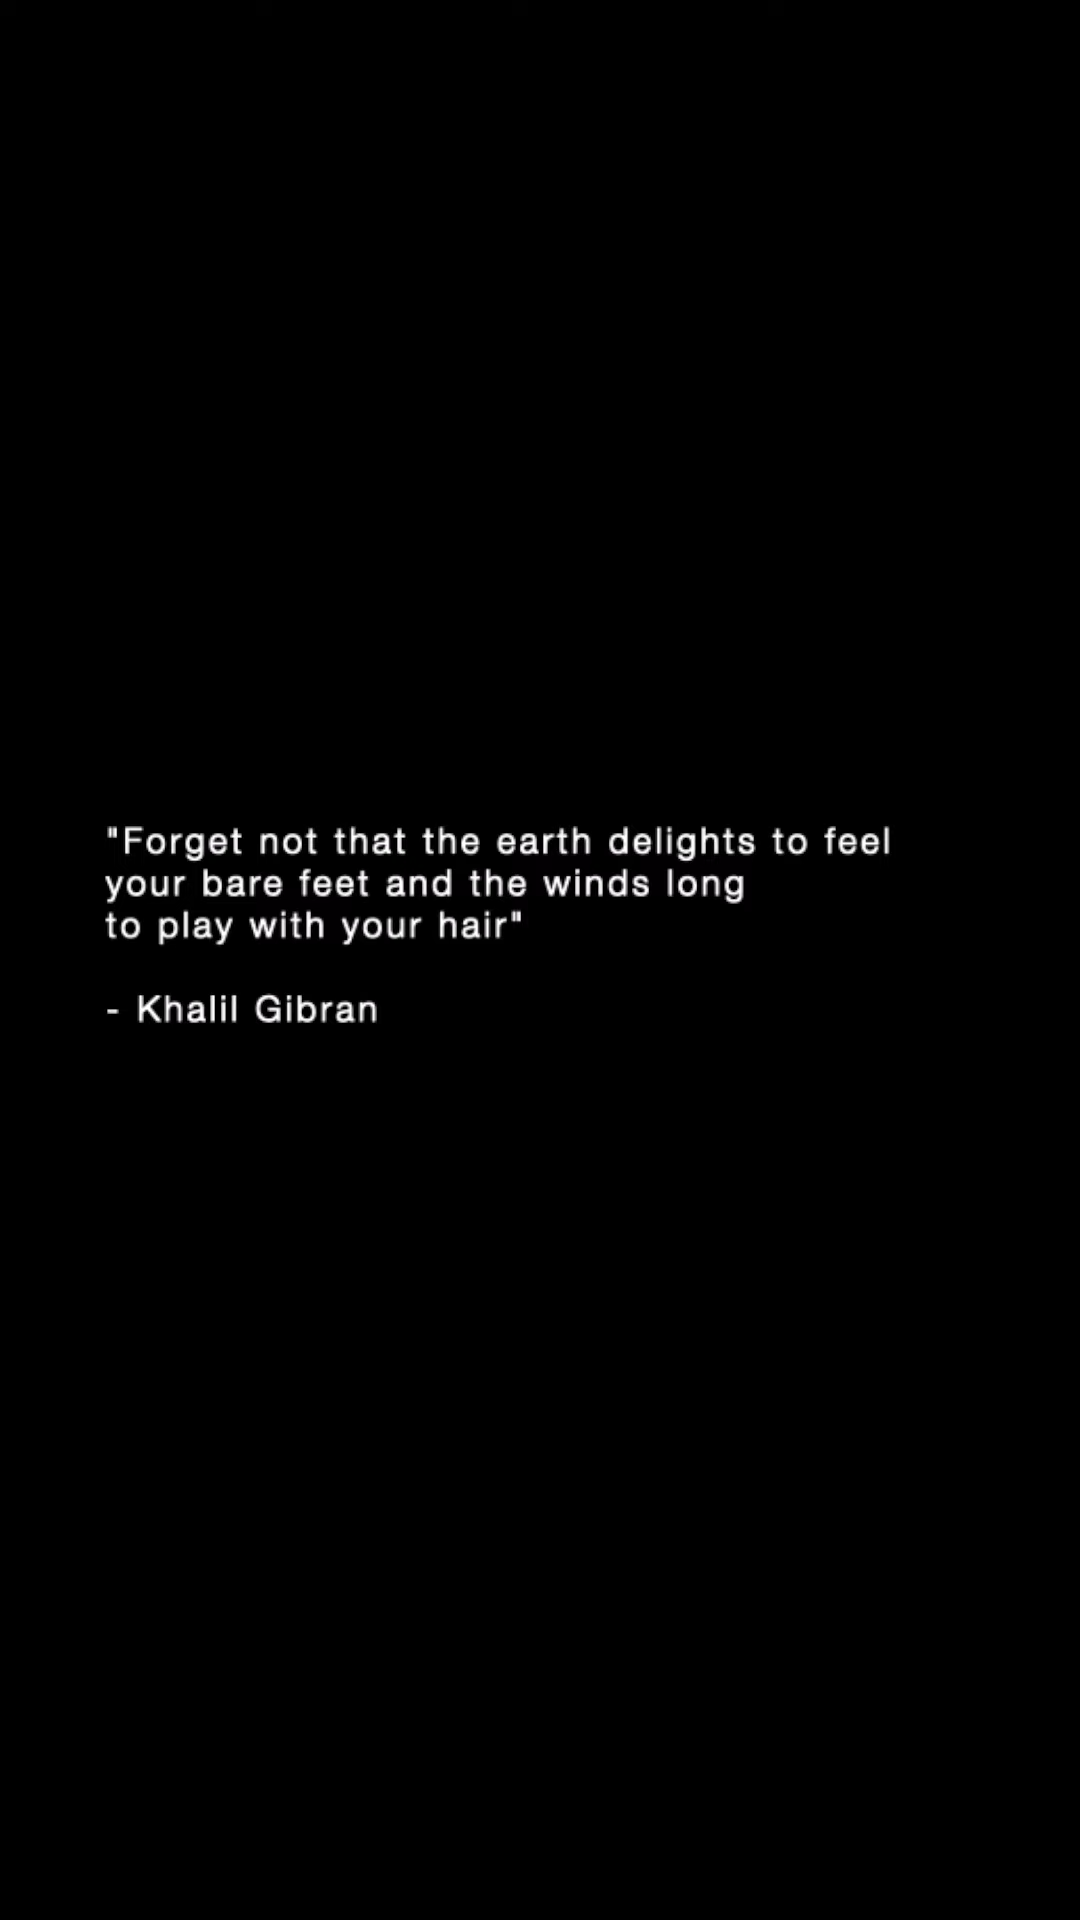 "Forget not that the earth delights to feel
your bare feet and the winds long
to play with your hair"
- Khalil Gibran